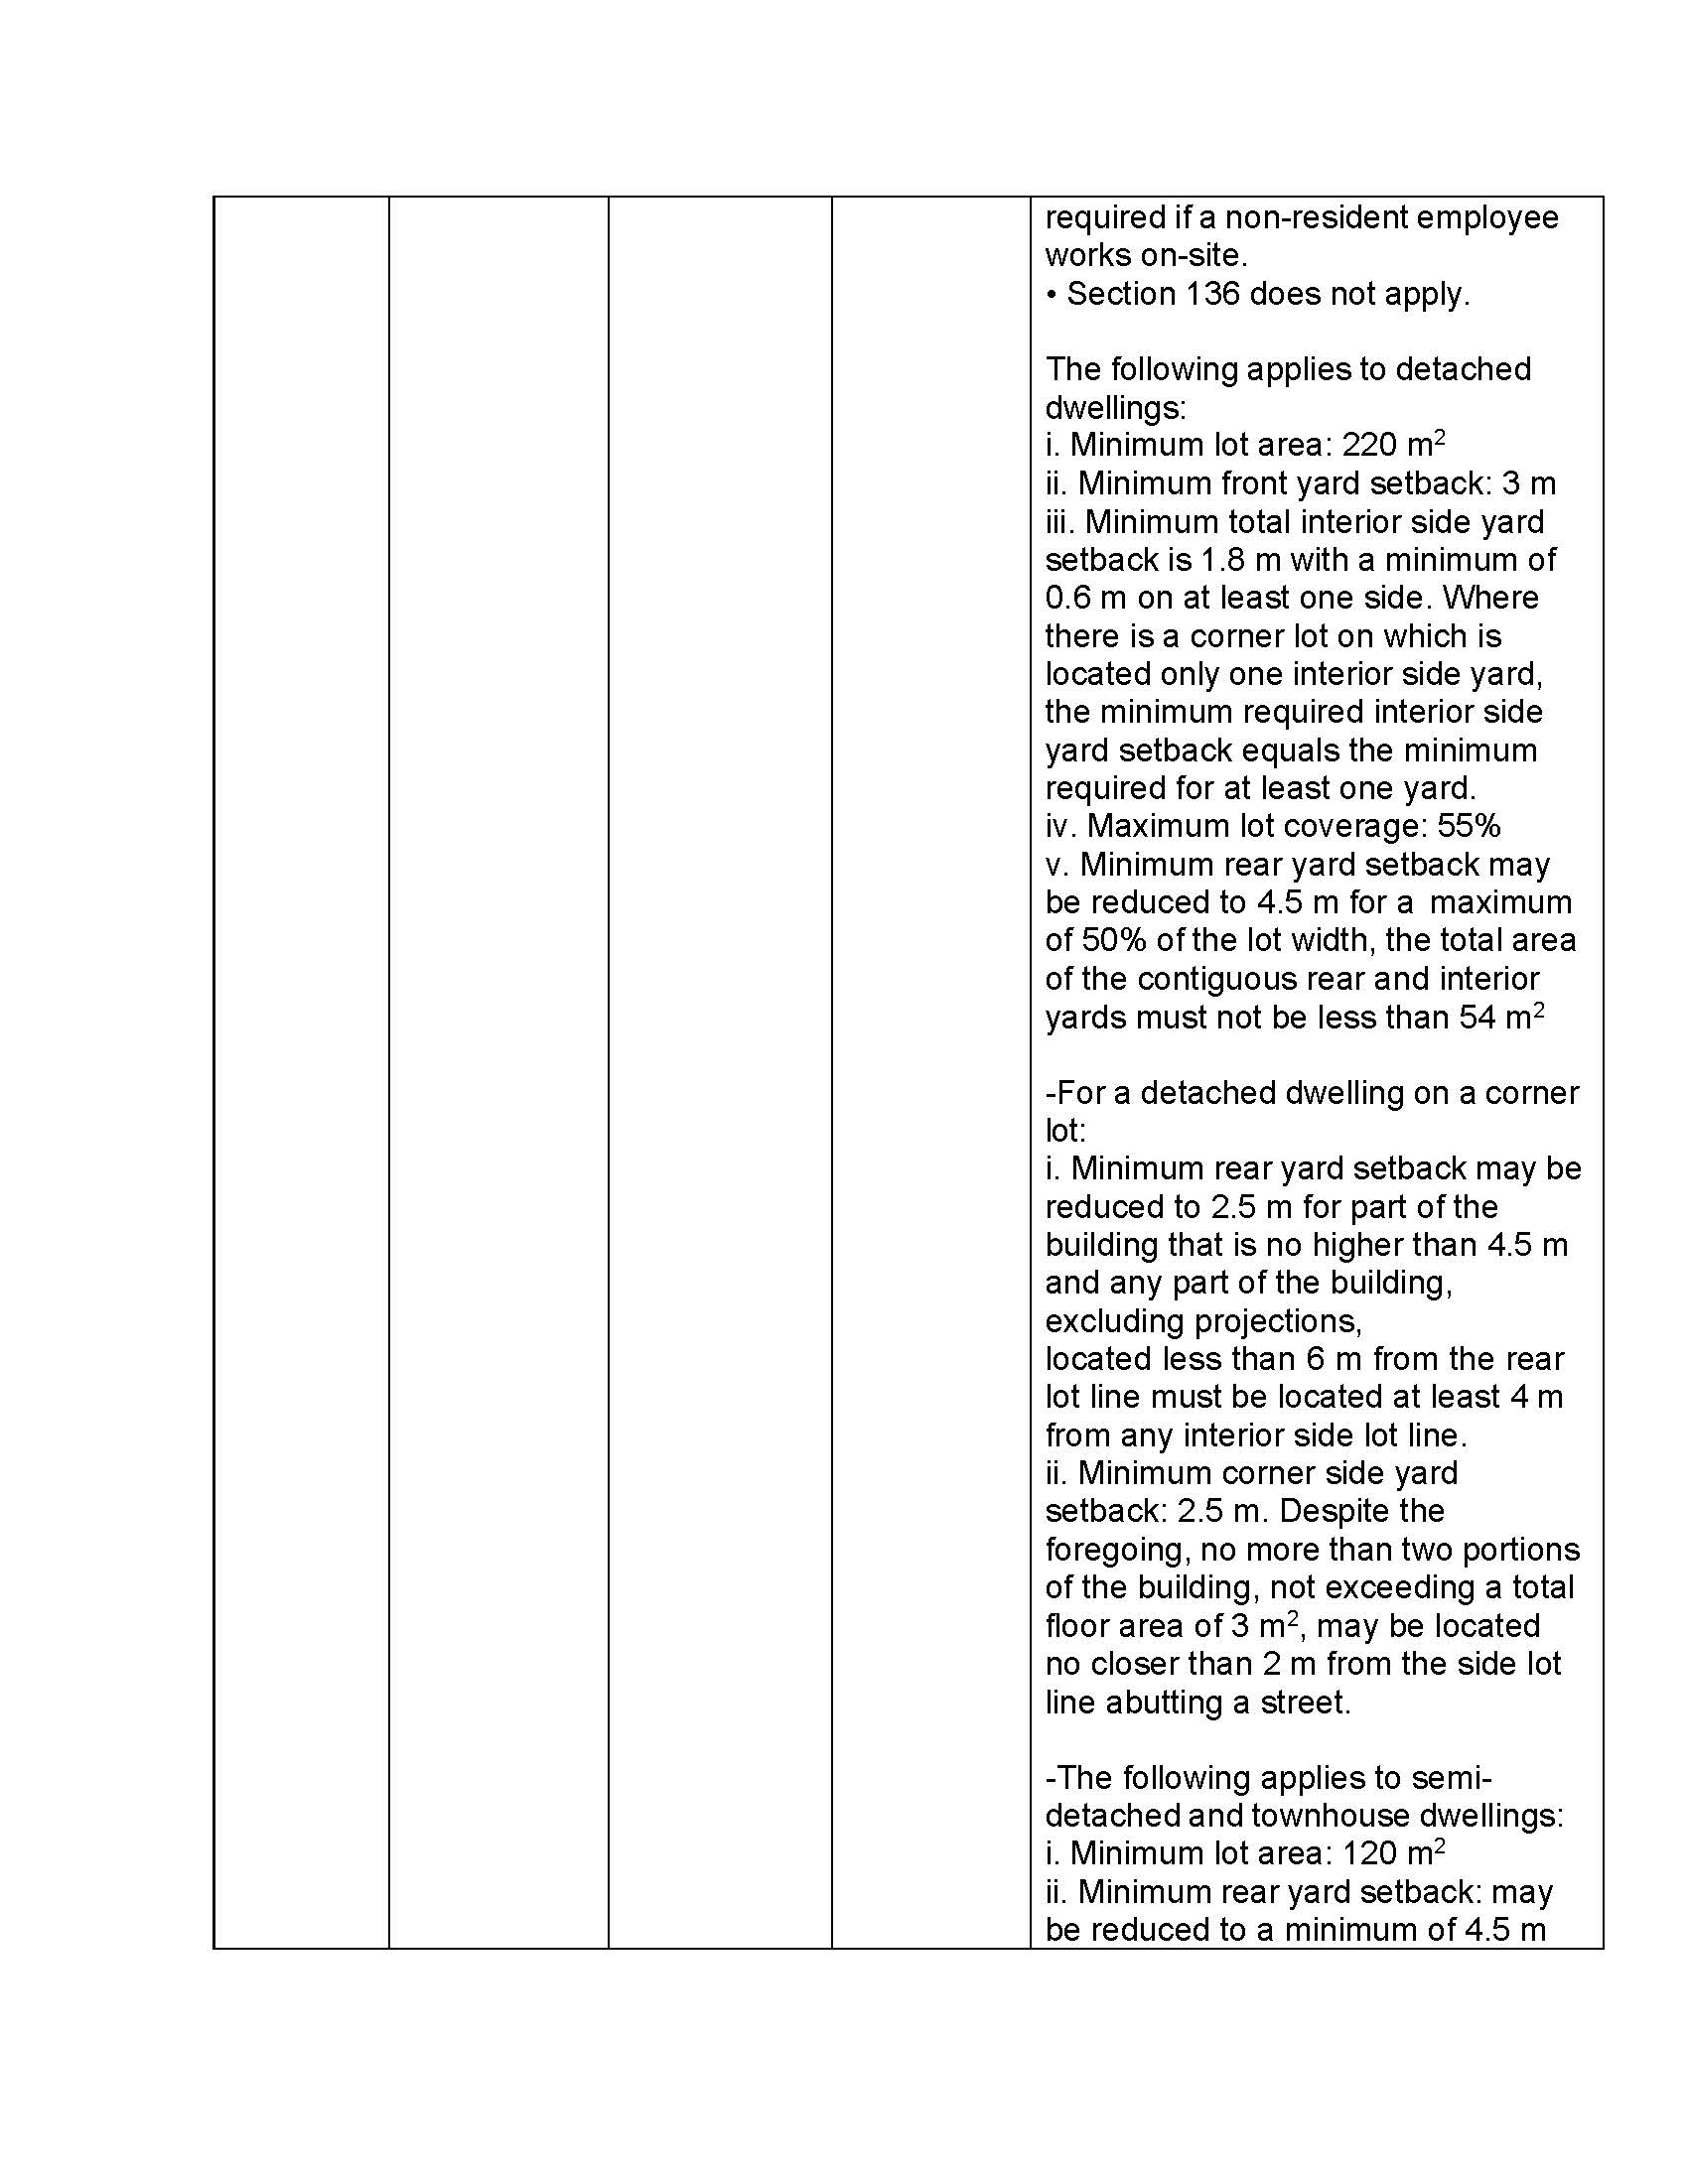 required if a non-resident employee
works on-site.
• Section 136 does not apply.
The following applies to detached
dwellings:
i. Minimum lot area: 220 m²
ii. Minimum front yard setback: 3 m
iii. Minimum total interior side yard
setback is 1.8 m with a minimum of
0.6 m on at least one side. Where
there is a corner lot on which is
located only one interior side yard,
the minimum required interior side
yard setback equals the minimum
required for at least one yard.
iv. Maximum lot coverage: 55%
v. Minimum rear yard setback may
be reduced to 4.5 m for a maximum
of 50% of the lot width, the total area
of the contiguous rear and interior
yards must not be less than 54 m²
-For a detached dwelling on a corner
lot:
i. Minimum rear yard setback may be
reduced to 2.5 m for part of the
building that is no higher than 4.5 m
and any part of the building,
excluding projections,
located less than 6 m from the rear
lot line must be located at least 4 m
from any interior side lot line.
ii. Minimum corner side yard
setback: 2.5 m. Despite the
foregoing, no more than two portions
of the building, not exceeding a total
floor area of 3 m², may be located
no closer than 2 m from the side lot
line abutting a street.
-The following applies to semi-
detached and townhouse dwellings:
i. Minimum lot area: 120 m²
ii. Minimum rear yard setback: may
be reduced to a minimum of 4.5 m